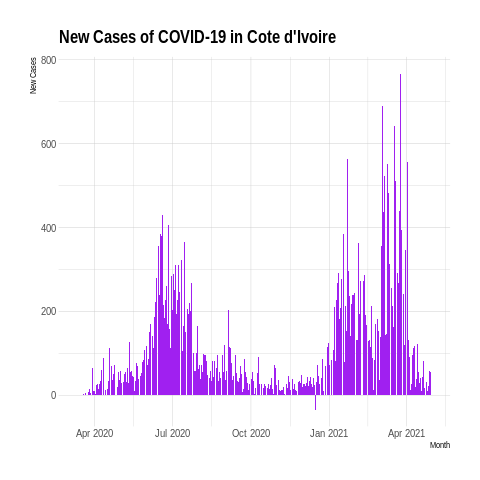 New Cases of COVID-19 in Cote d'Ivoire
New Cases
800
600
400
200
0
Apr 2020 Jul 2020 Oct 2020 Jan 2021 Apr 2021
Month